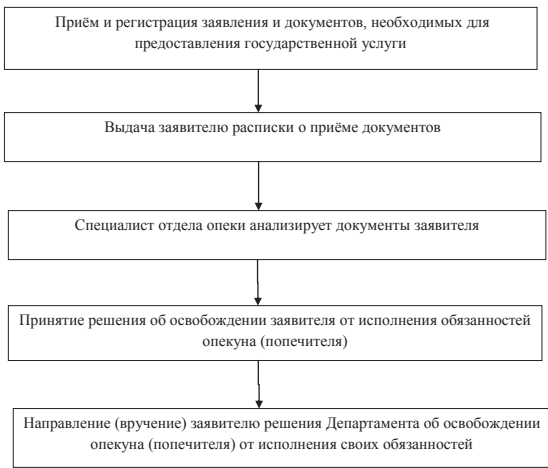 Приём и регистрация заявления и документов, необходимых для
предоставления государственной услуги
Выдача заявителю расписки о приёме документов
Специалист отдела опеки анализирует документы заявителя
Принятие решения об освобождении заявителя от исполнения обязанностей
опекуна (попечителя)
Направление (вручение) заявителю решения Департамента об освобождении
опекуна (попечителя) от исполнения своих обязанностей